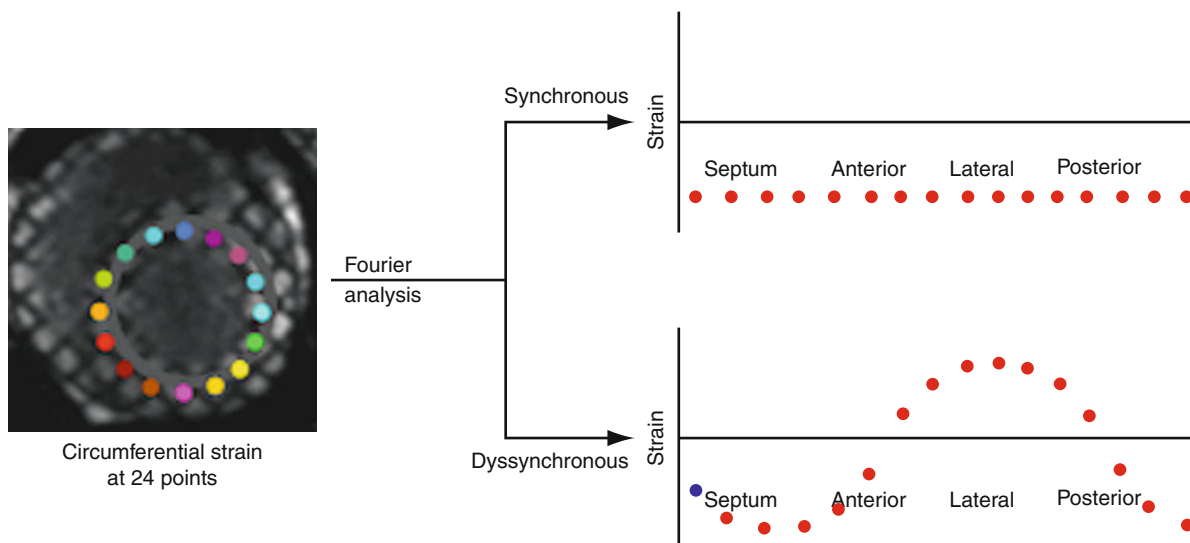 Circumferential strain
at 24 points
Fourier
analysis
Synchronous
Dyssynchronous
Strain
Septum Anterior Lateral Posterior
Strain
Septum Anterior Lateral Posterior